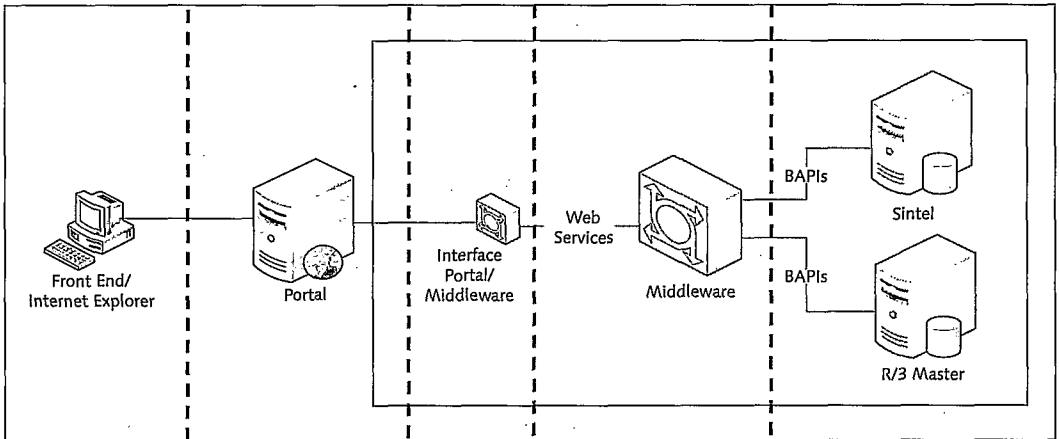 Front End/
Internet Explorer
Portal
Interface
Portal/
Middleware
Web
Services
Middleware
BAPIs
BAPIs
Sintel
R/3 Master